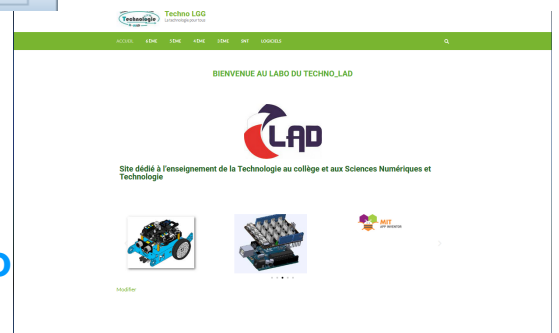 Technologie
Techno LGG
La technologie pour tous
ACCUEIL 6ÈME 5ÈME 4ÈME 3ÈME SNT LOGICIELS
BIENVENUE AU LABO DU TECHNO_LAD
LAD
Site dédié à l'enseignement de la Technologie au collège et aux Sciences Numériques et
Technologie
MIT
APP INVENTOR
Modifier